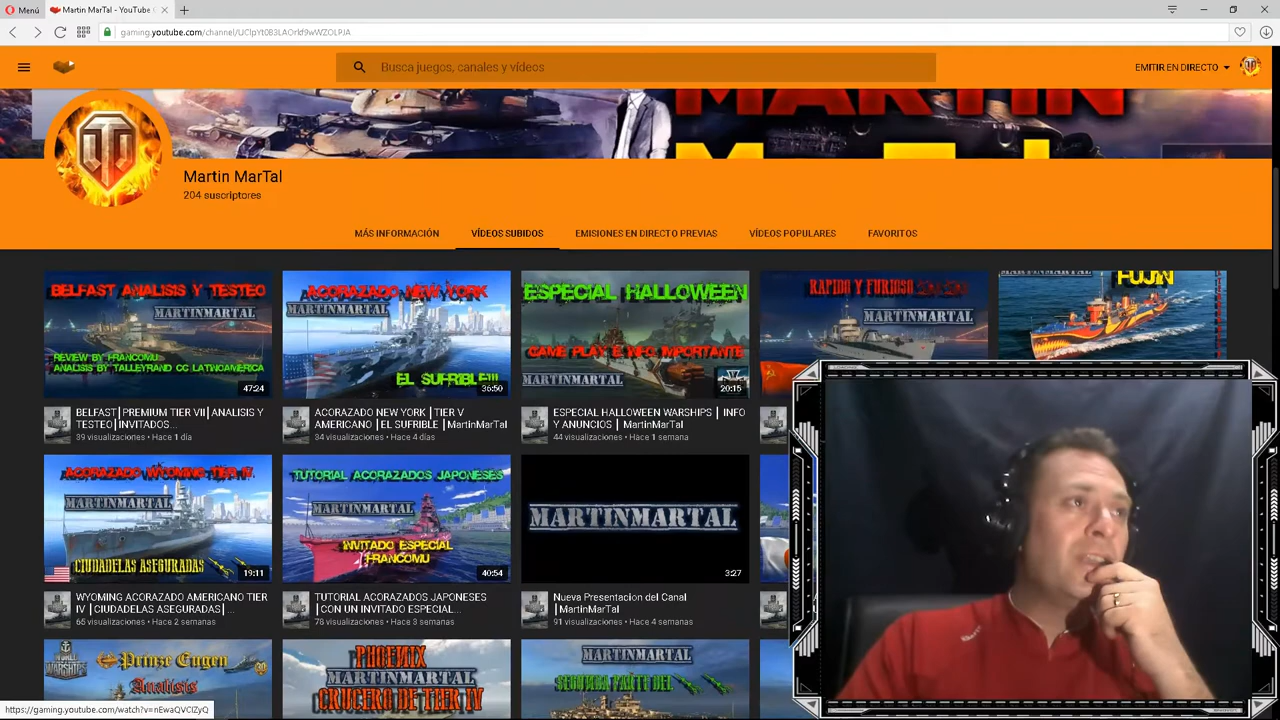 Menú
Martin MarTal - YouTube
gaming.youtube.com/channel/
Busca juegos, canales y vídeos
EMITIR EN DIRECTO
MARTIN
Martin MarTal
204 suscriptores
MÁS INFORMACIÓN
VÍDEOS SUBIDOS
EMISIONES EN DIRECTO PREVIAS
VÍDEOS POPULARES
FAVORITOS
BELFAST ANALISIS Y TESTEO
MARTINMARTAL
REVIEW BY FRANCOMU
ANALISIS BY TALLEYRAND CC LATINOAMERICA
47:24
BELFAST|PREMIUM TIER VII|ANALISIS Y
TESTEO|INVITADOS...
89 visualizaciones • Hace 1 día
ACORAZADO NEW YORK
MARTINMARTAL
EL SUFRIBLE!!!
36:50
ACORAZADO NEW YORK |TIER V
AMERICANO |EL SUFRIBLE |MartinMarTal
84 visualizaciones • Hace 4 días
ESPECIAL HALLOWEEN
GAME PLAY E INFO IMPORTANTE
MARTINMARTAL
20:15
ESPECIAL HALLOWEEN WARSHIPS | INFO
Y ANUNCIOS | MartinMarTal
44 visualizaciones • Hace 1 semana
RAPIDO Y FURIOSO
MARTINMARTAL
MARTINMARTAL
FUJIN
ACORAZADO WYOMING TIER IV
MARTINMARTAL
CIUDADELAS ASEGURADAS
19:11
WYOMING ACORAZADO AMERICANO TIER
IV |CIUDADELAS ASEGURADAS|...
65 visualizaciones • Hace 2 semanas
TUTORIAL ACORAZADOS JAPONESES
MARTINMARTAL
INVITADO ESPECIAL
FRANCOMU
40:54
TUTORIAL ACORAZADOS JAPONESES
|CON UN INVITADO ESPECIAL...
78 visualizaciones • Hace 3 semanas
MARTINMARTAL
3:27
Nueva Presentacion del Canal
|MartinMarTal
91 visualizaciones • Hace 4 semanas
WORLD
WARSHIPS
Prinze Eugen
Analisis
PHOENIX
MARTINMARTAL
CRUCERO DE TIER IV
MARTINMARTAL
SEGUNDA PARTE DEL
https://gaming.youtube.com/watch?v=nEwaQVCIZyQ